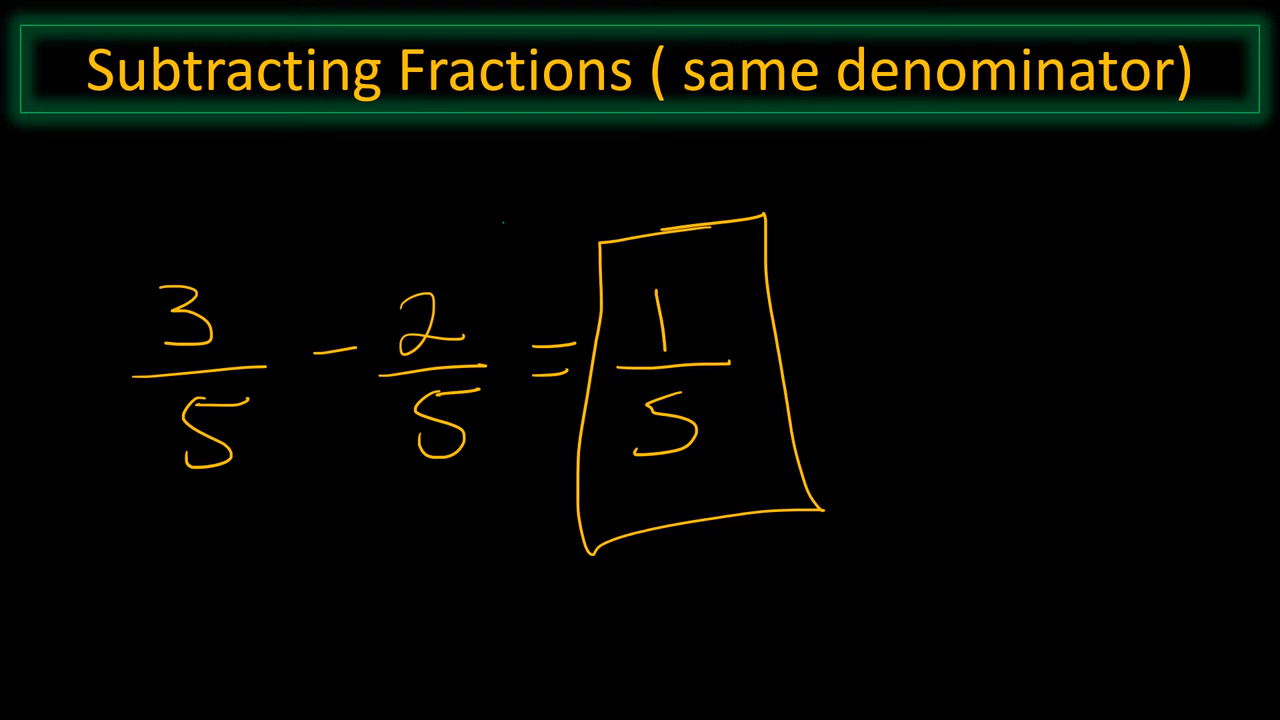 Subtracting Fractions ( same denominator)
3/5 - 2/5 = 1/5